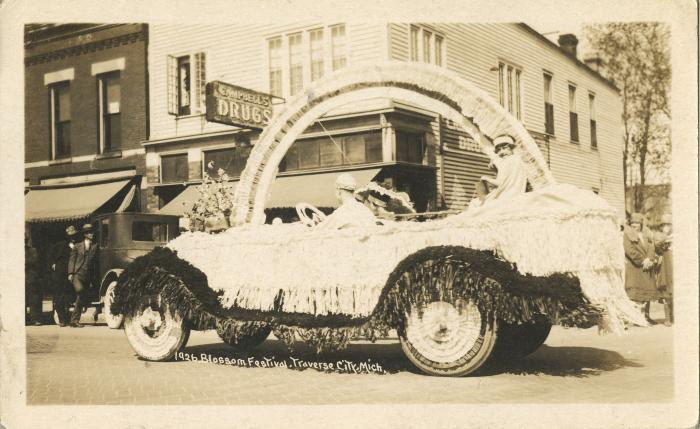 CAMPBELL'S
DRUGS
1926 Blossom Festival. Traverse City. Mich.